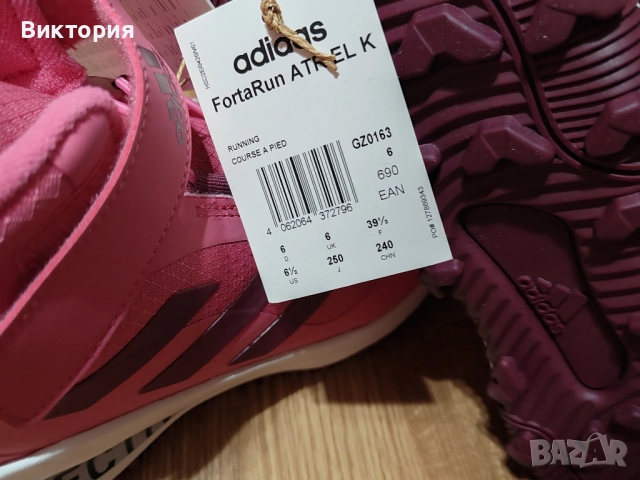 Виктория
adidas
FortaRun ATR EL K
RUNNING
COURSE A PIED
GZ0163
6
690
EAN
4 062064 372796
6 D
6 UK
39⅓ F
6½ US
250 J
240 CHN
adidas
BAZAR